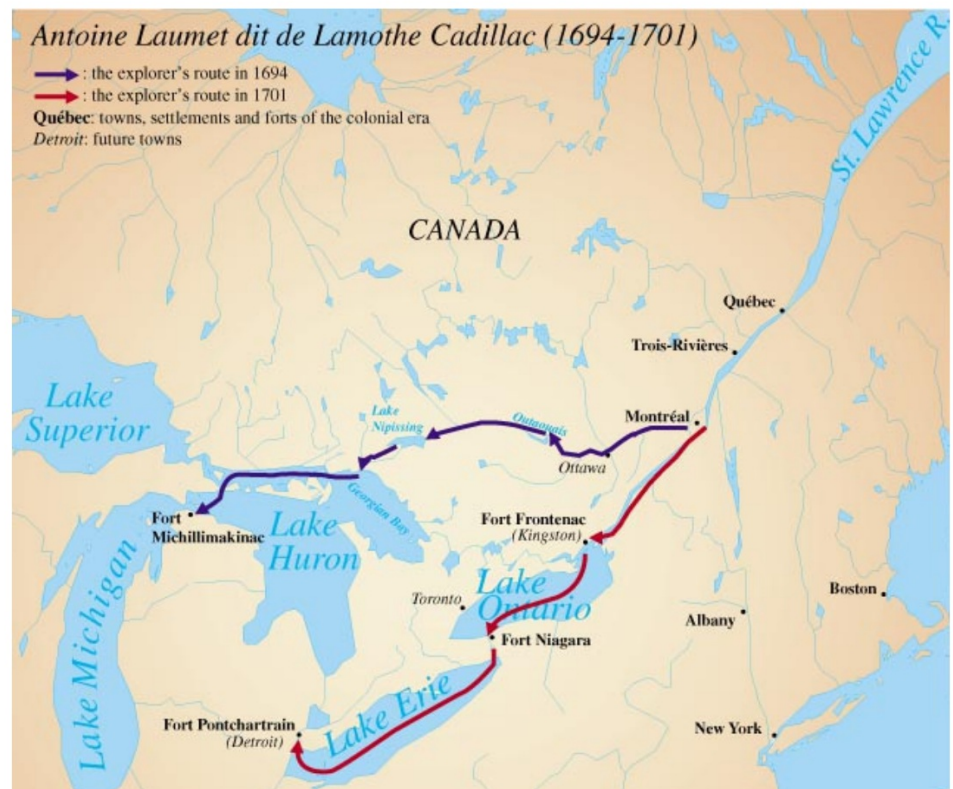 Antoine Laumet dit de Lamothe Cadillac (1694-1701)
: the explorer's route in 1694
: the explorer's route in 1701
Québec: towns, settlements and forts of the colonial era
Detroit: future towns
St. Lawrence R.
CANADA
Québec
Trois-Rivières
Lake
Superior
Lake
Nipissing
Outaouais
Montréal
Ottawa
Georgian Bay
Fort
Michillimakinac
Lake
Huron
Fort Frontenac
(Kingston)
Lake Michigan
Toronto
Lake
Ontario
Boston
Albany
Fort Niagara
Lake Erie
Fort Pontchartrain
(Detroit)
New York